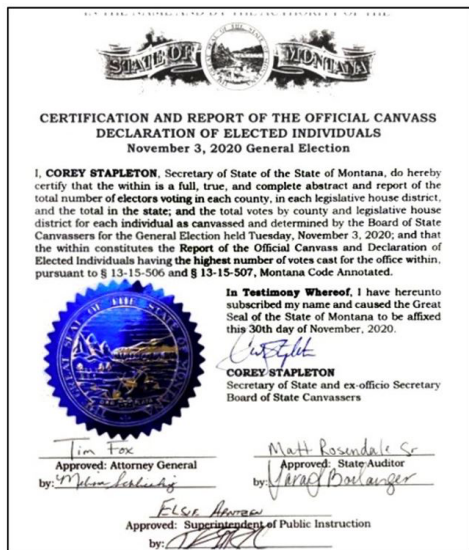 STATE OF MONTANA
CERTIFICATION AND REPORT OF THE OFFICIAL CANVASS
DECLARATION OF ELECTED INDIVIDUALS
November 3, 2020 General Election
I, COREY STAPLETON, Secretary of State of the State of Montana, do hereby
certify that the within is a full, true, and complete abstract and report of the
total number of electors voting in each county, in each legislative house district,
and the total in the state; and the total votes by county and legislative house
district for each individual as canvassed and determined by the Board of State
Canvassers for the General Election held Tuesday, November 3, 2020; and that
the within constitutes the Report of the Official Canvass and Declaration of
Elected Individuals having the highest number of votes cast for the office within,
pursuant to § 13-15-506 and § 13-15-507, Montana Code Annotated.
In Testimony Whereof, I have hereunto
subscribed my name and caused the Great
Seal of the State of Montana to be affixed
this 30th day of November, 2020.
COREY STAPLETON
Secretary of State and ex-officio Secretary
Board of State Canvassers
Tim Fox
Approved: Attorney General
by:
Matt Rosendale Sr
Approved: State Auditor
by:
Elsie Arntzen
Approved: Superintendent of Public Instruction
by: